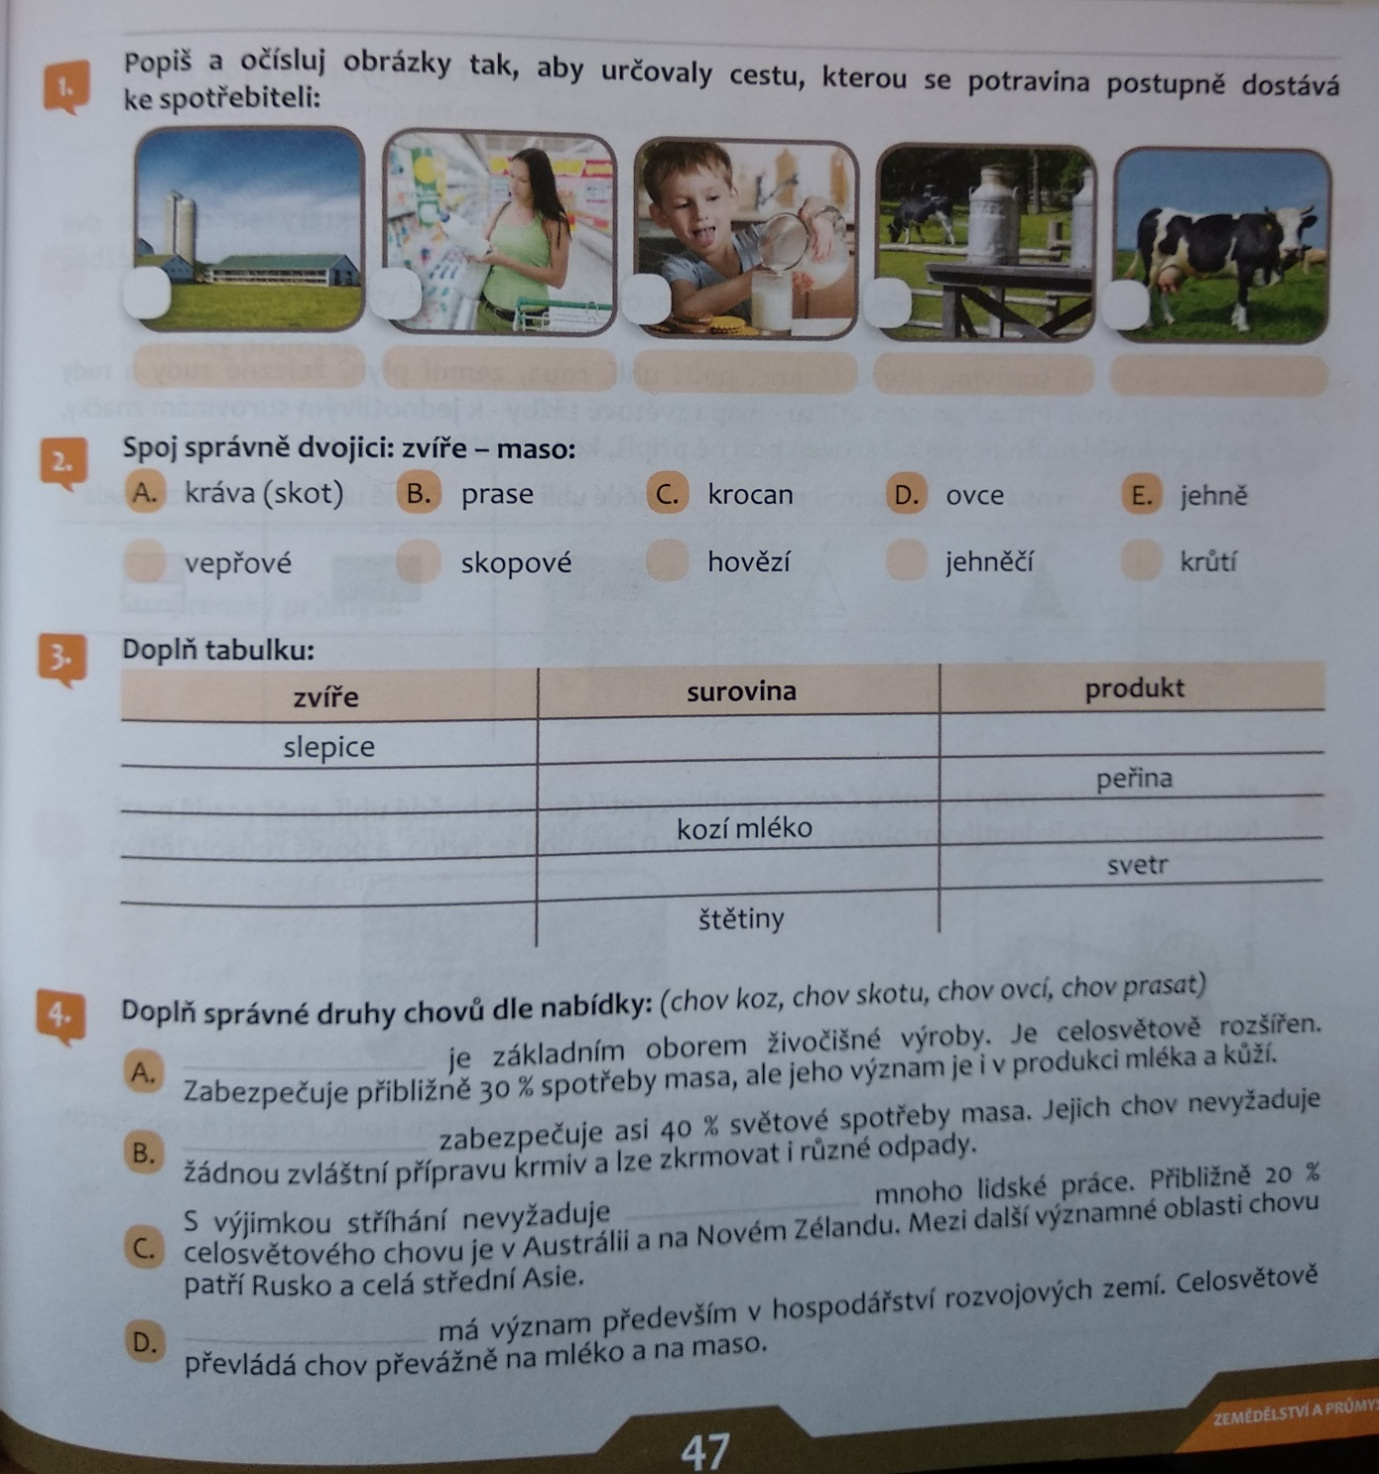 1. Popiš a očísluj obrázky tak, aby určovaly cestu, kterou se potravina postupně dostává
ke spotřebiteli:
2. Spoj správně dvojici: zvíře – maso:
A. kráva (skot) B. prase C. krocan D. ovce E. jehně
vepřové skopové hovězí jehněčí krůtí
3. Doplň tabulku:
zvíře surovina produkt
slepice
peřina
kozí mléko
svetr
štětiny
4. Doplň správné druhy chovů dle nabídky: (chov koz, chov skotu, chov ovcí, chov prasat)
A. ____________ je základním oborem živočišné výroby. Je celosvětově rozšířen.
Zabezpečuje přibližně 30 % spotřeby masa, ale jeho význam je i v produkci mléka a kůží.
B. ____________ zabezpečuje asi 40 % světové spotřeby masa. Jejich chov nevyžaduje
žádnou zvláštní přípravu krmiv a lze zkrmovat i různé odpady.
S výjimkou stříhání nevyžaduje ____________ mnoho lidské práce. Přibližně 20 %
C. celosvětového chovu je v Austrálii a na Novém Zélandu. Mezi další významné oblasti chovu
patří Rusko a celá střední Asie.
D. ____________ má význam především v hospodářství rozvojových zemí. Celosvětově
převládá chov převážně na mléko a na maso.
47
ZEMĚDĚLSTVÍ A PRŮMY